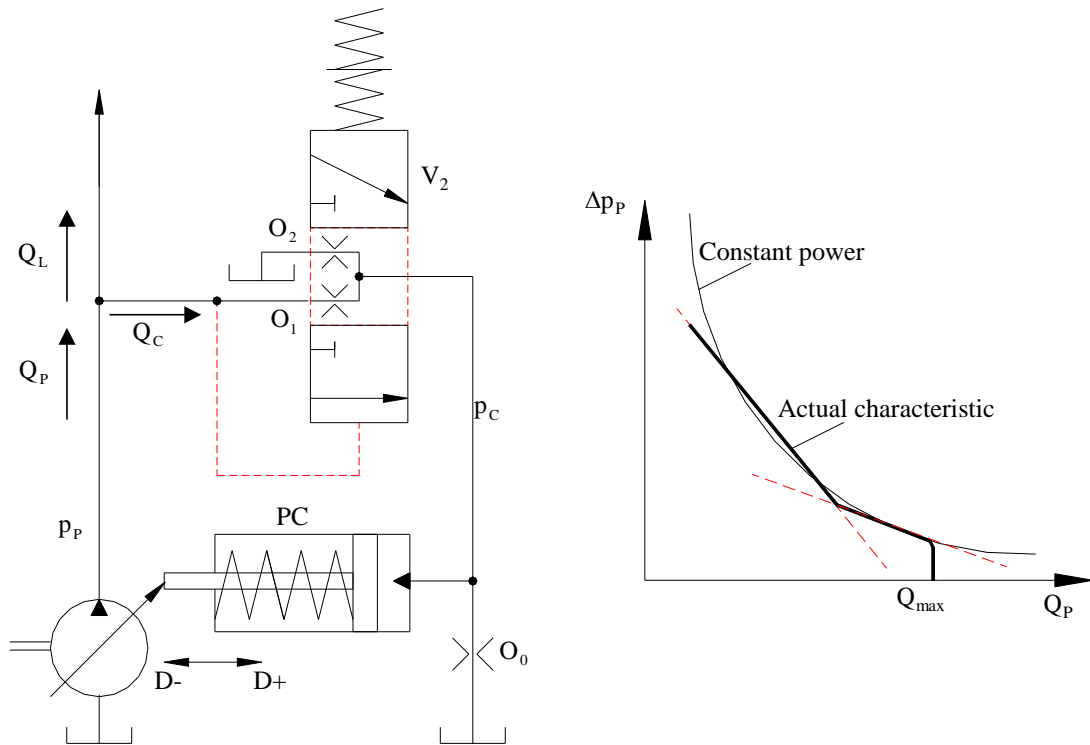 V2
O2
QL
O1
QC
QP
pC
PC
pP
O0
D- D+
ΔpP
Constant power
Actual characteristic
Qmax
QP